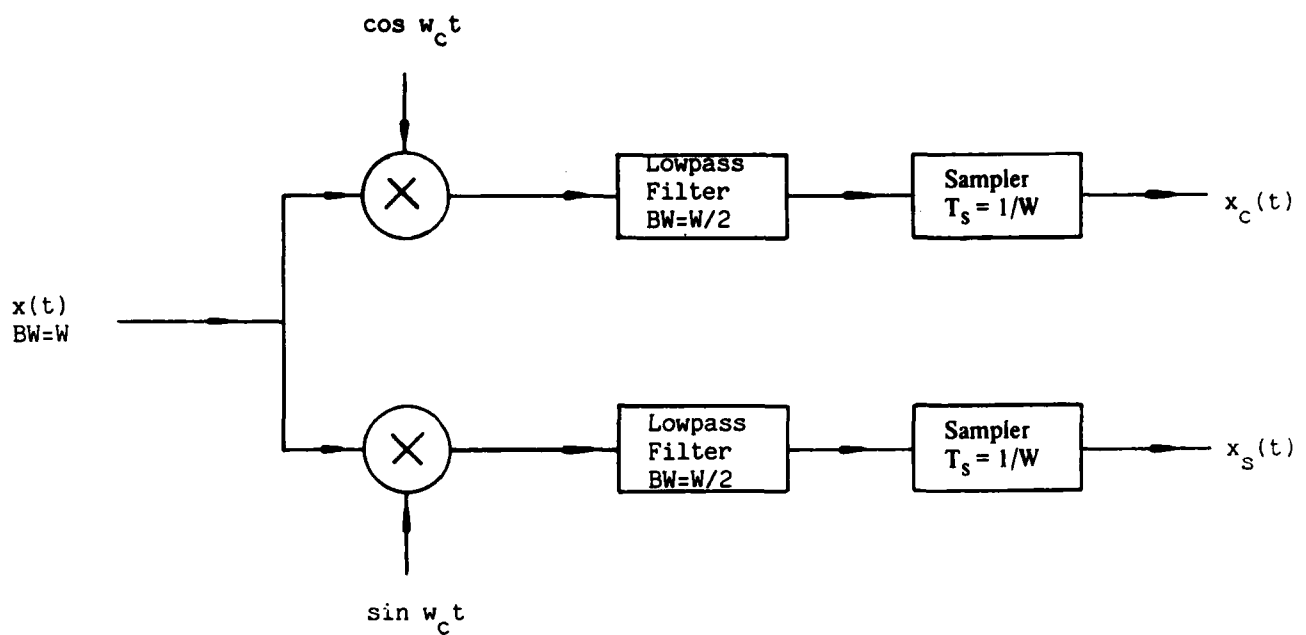 cos w_c t
Lowpass
Filter
BW=W/2
Sampler
T_s = 1/W
x_c(t)
x(t)
BW=W
Lowpass
Filter
BW=W/2
Sampler
T_s = 1/W
x_s(t)
sin w_c t